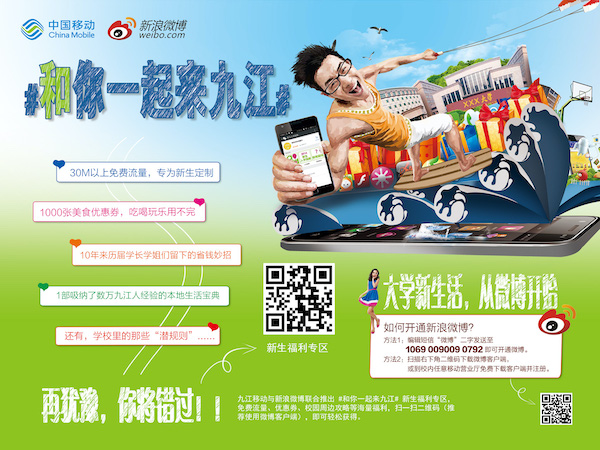 中国移动
China Mobile
新浪微博
weibo.com
#和你一起来九江#
XXX大学
30M以上免费流量，专为新生定制
1000张美食优惠券，吃喝玩乐用不完
10年来历届学长学姐们留下的省钱妙招
1部吸纳了数万九江人经验的本地生活宝典
还有，学校里的那些“潜规则”……
新生福利专区
大学新生活，从微博开始
如何开通新浪微博？
方法1：编辑短信“微博”二字发送至
1069 009009 0792 即可开通微博。
方法2：扫描右下角二维码下载微博客户端，
或到校内任意移动营业厅免费下载客户端并注册。
再犹豫，你将错过！！
九江移动与新浪微博联合推出 #和你一起来九江# 新生福利专区，
免费流量、优惠券、校园周边攻略等海量福利，扫一扫二维码（推
荐使用微博客户端），即可轻松获得。